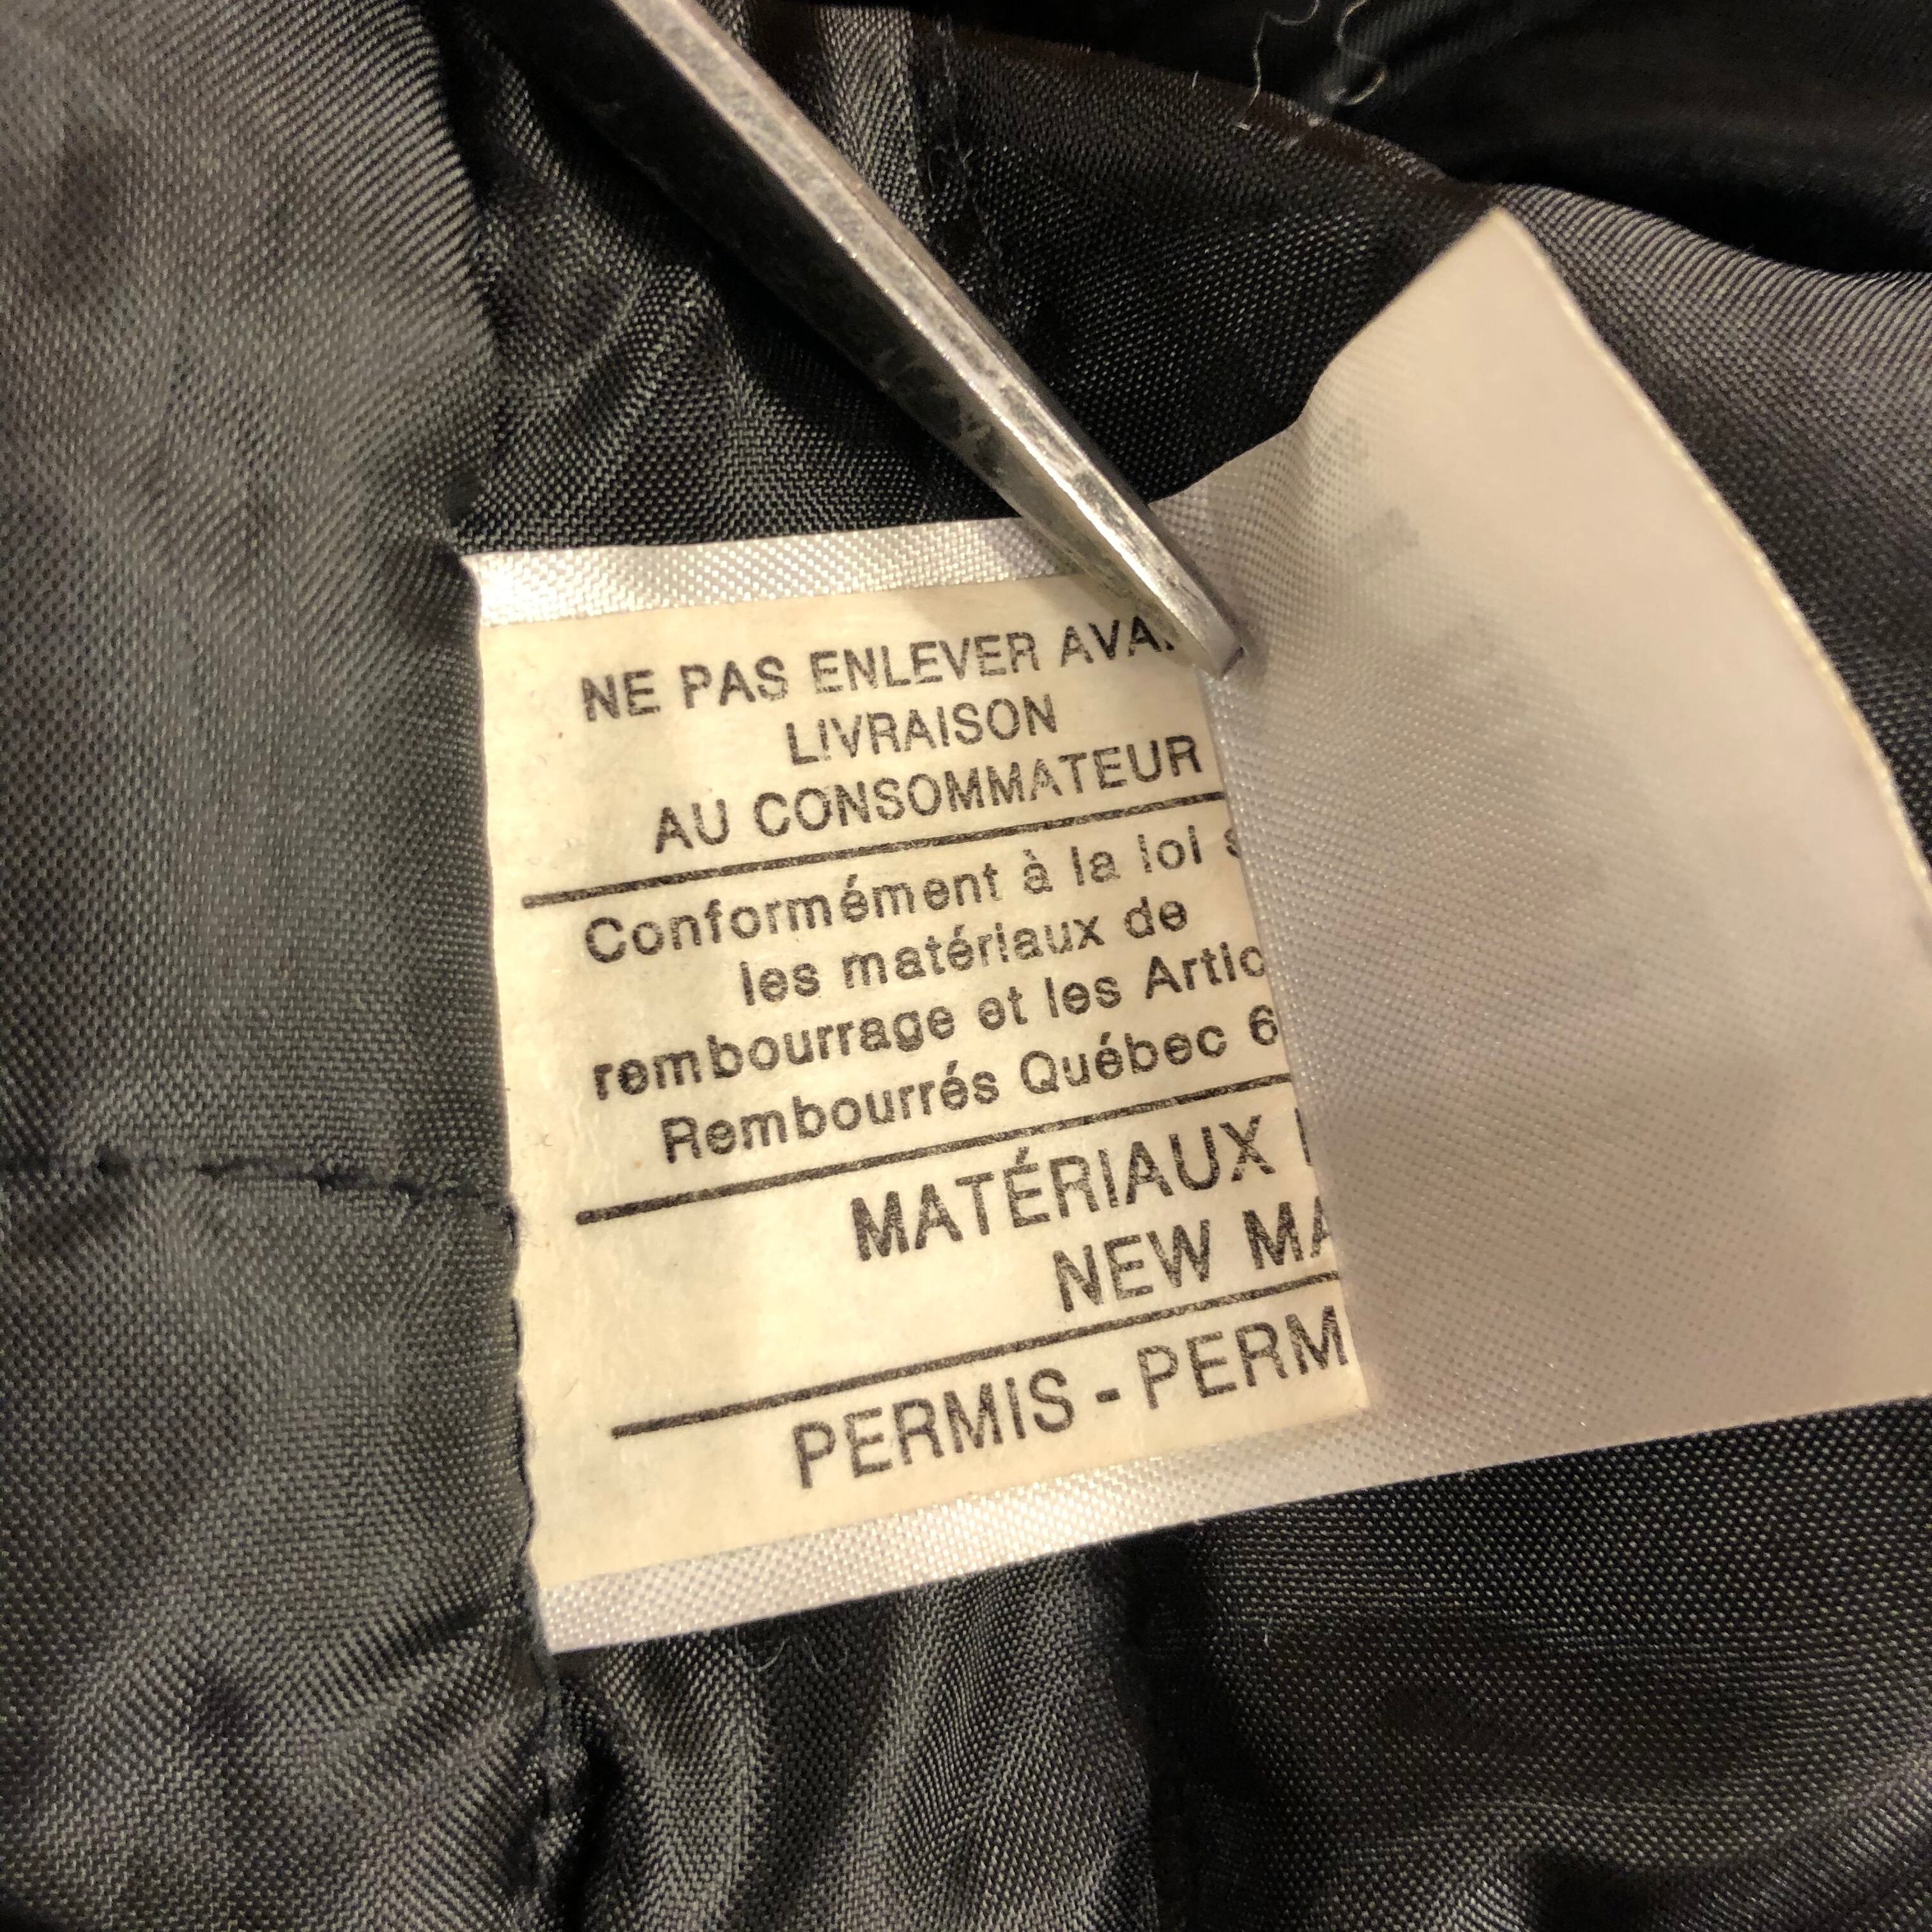 NE PAS ENLEVER
LIVRAISON
AU CONSOMMATEUR
Conformément à la loi
les matériaux de
rembourrage et les Artic
Rembourrés Québec 6
MATÉRIAUX
NEW MA
PERMIS - PERM